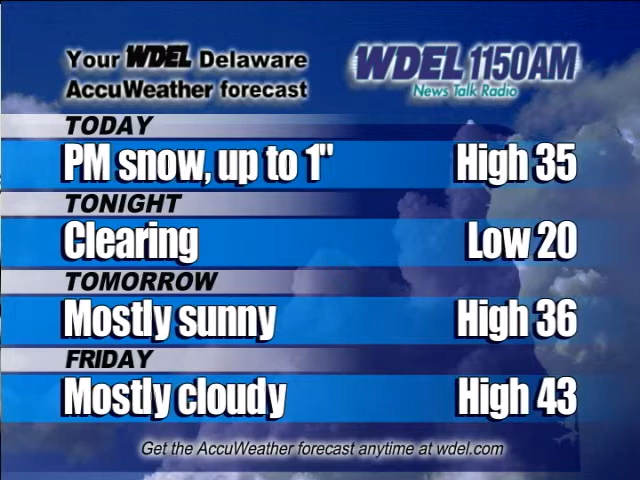 Your WDEL Delaware
AccuWeather forecast
WDEL 1150AM
News Talk Radio
TODAY
PM snow, up to 1" High 35
TONIGHT
Clearing Low 20
TOMORROW
Mostly sunny High 36
FRIDAY
Mostly cloudy High 43
Get the AccuWeather forecast anytime at wdel.com